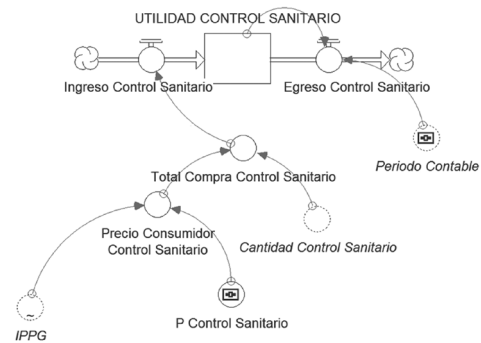 UTILIDAD CONTROL SANITARIO
Ingreso Control Sanitario
Egreso Control Sanitario
Periodo Contable
Total Compra Control Sanitario
Precio Consumidor
Control Sanitario
Cantidad Control Sanitario
~
IPPG
P Control Sanitario